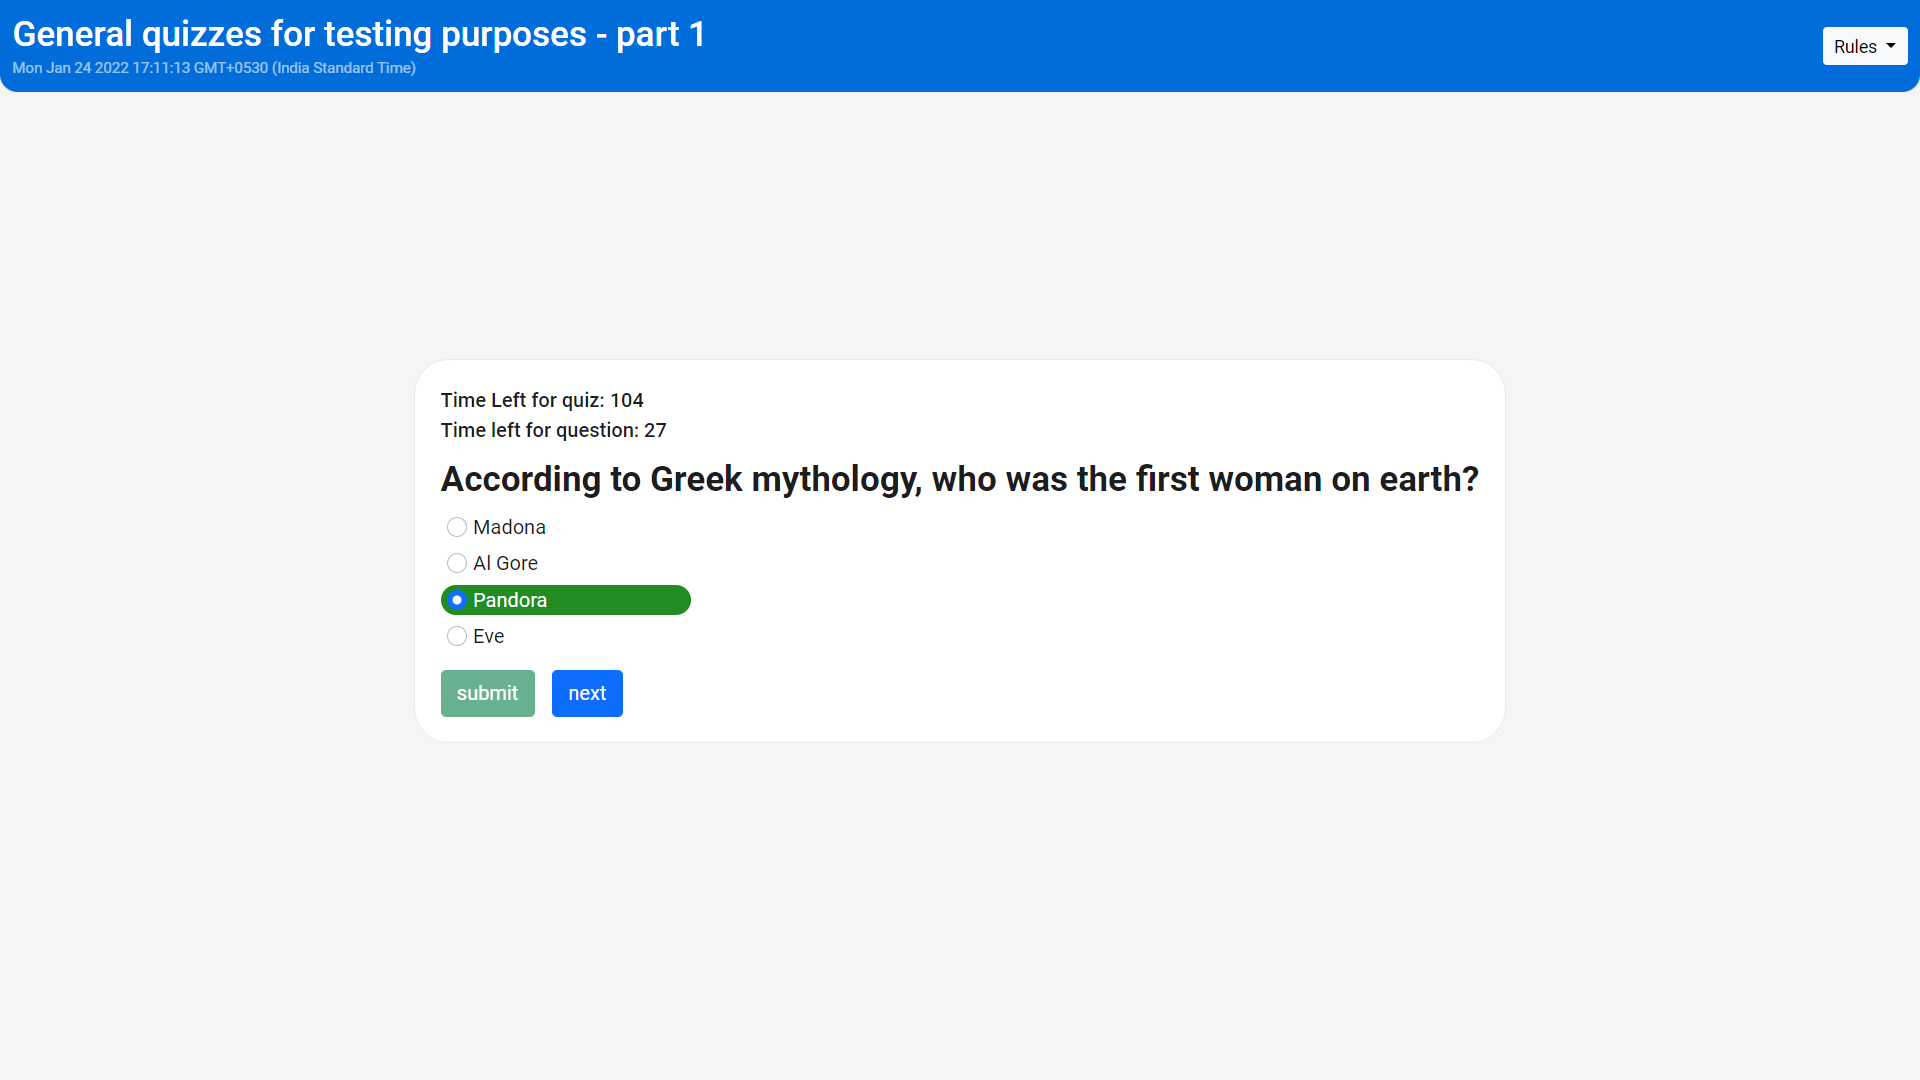 General quizzes for testing purposes - part 1
Mon Jan 24 2022 17:11:13 GMT+0530 (India Standard Time)
Rules
Time Left for quiz: 104
Time left for question: 27
According to Greek mythology, who was the first woman on earth?
Madona
Al Gore
Pandora
Eve
submit next